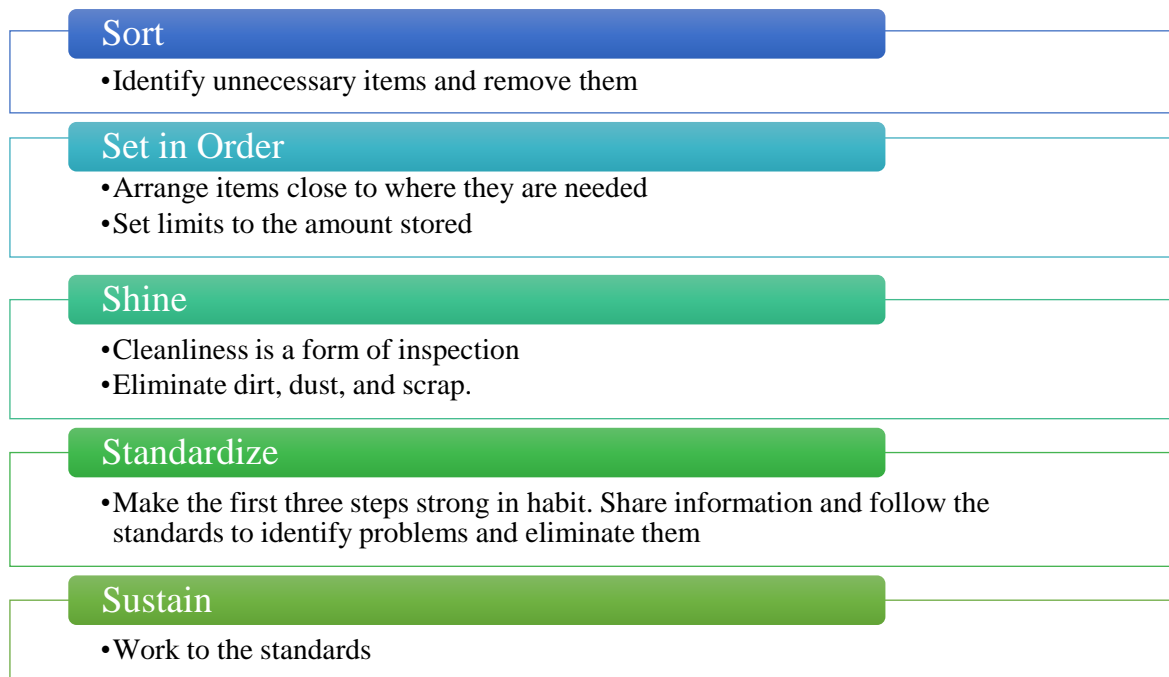 Sort
•Identify unnecessary items and remove them
Set in Order
•Arrange items close to where they are needed
•Set limits to the amount stored
Shine
•Cleanliness is a form of inspection
•Eliminate dirt, dust, and scrap.
Standardize
•Make the first three steps strong in habit. Share information and follow the
standards to identify problems and eliminate them
Sustain
•Work to the standards